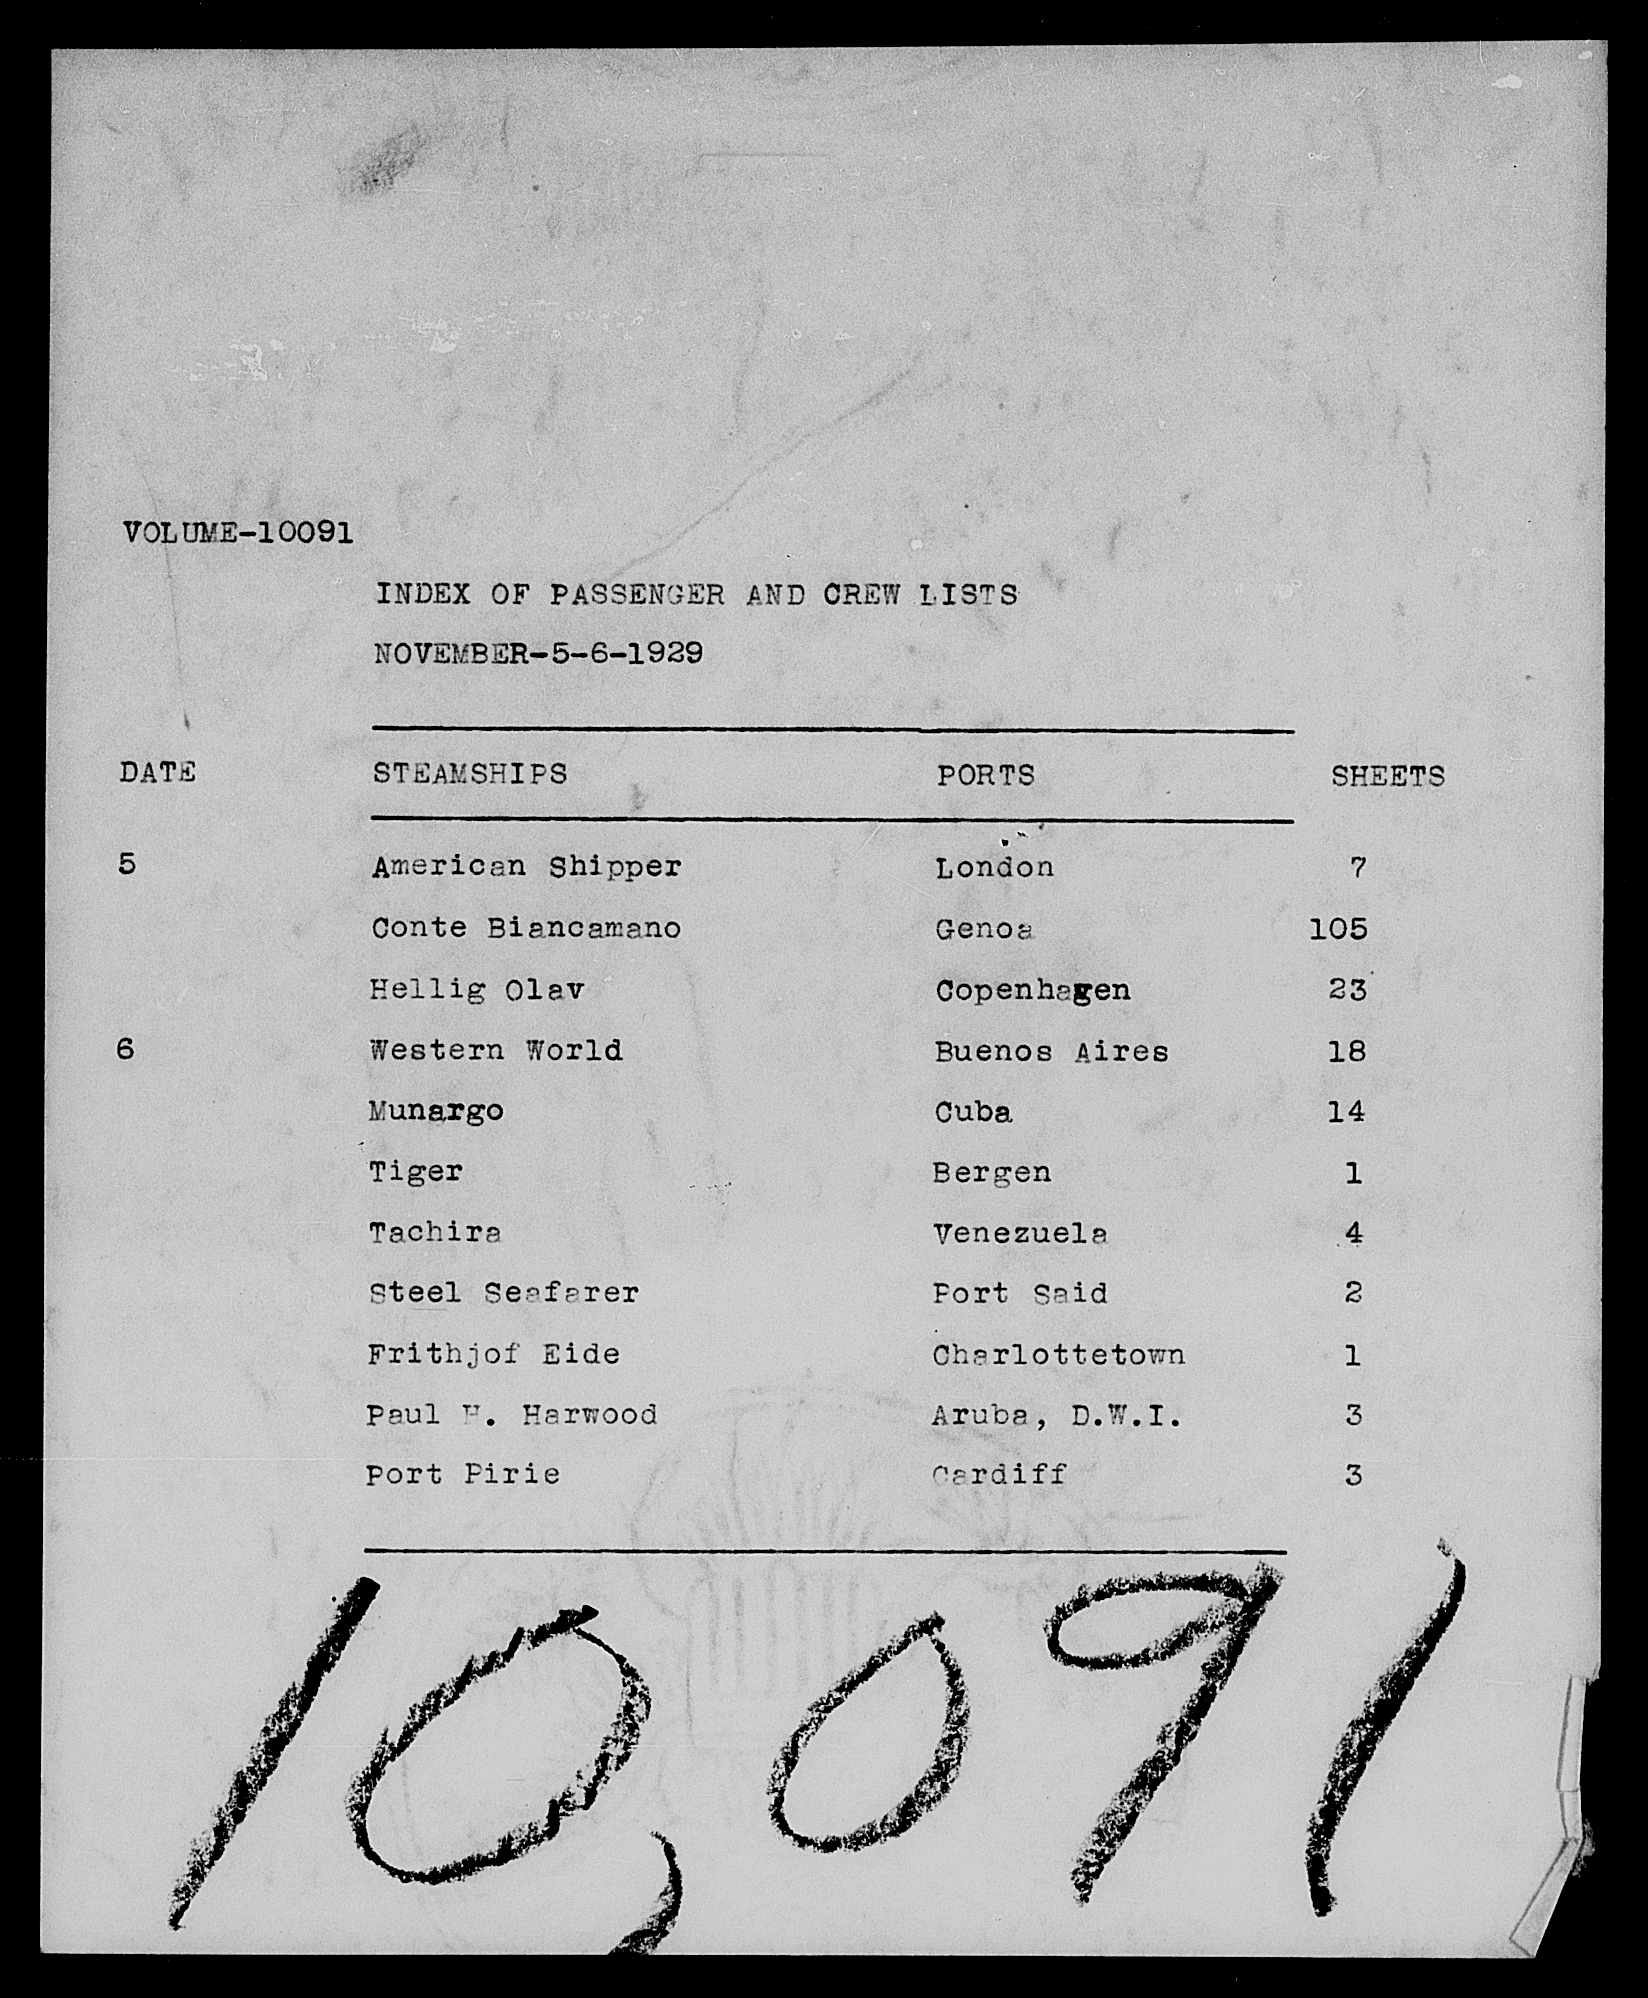 VOLUME-10091
INDEX OF PASSENGER AND CREW LISTS
NOVEMBER-5-6-1929
DATE STEAMSHIPS PORTS SHEETS
5 American Shipper London 7
Conte Biancamano Genoa 105
Hellig Olav Copenhagen 23
6 Western World Buenos Aires 18
Munargo Cuba 14
Tiger Bergen 1
Tachira Venezuela 4
Steel Seafarer Port Said 2
Frithjof Eide Charlottetown 1
Paul H. Harwood Aruba, D.W.I. 3
Port Pirie Cardiff 3
10,091